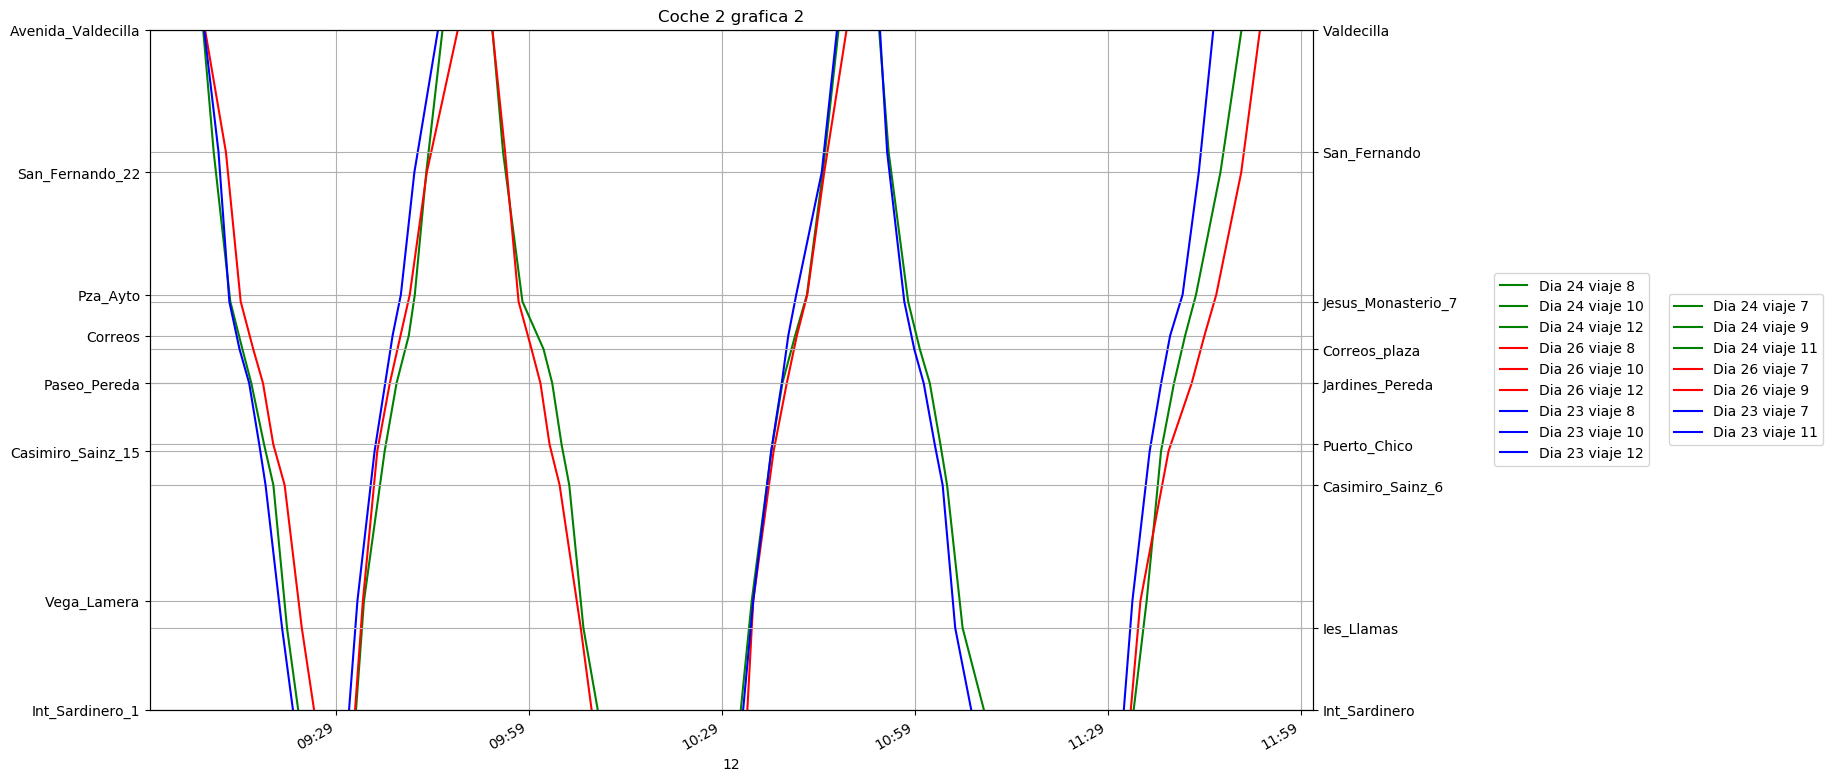 Coche 2 grafica 2
Avenida_Valdecilla
San_Fernando_22
Pza_Ayto
Correos
Paseo_Pereda
Casimiro_Sainz_15
Vega_Lamera
Int_Sardinero_1
Valdecilla
San_Fernando
Jesus_Monasterio_7
Correos_plaza
Jardines_Pereda
Puerto_Chico
Casimiro_Sainz_6
Ies_Llamas
Int_Sardinero
09:29
09:59
10:29
10:59
11:29
11:59
12
Dia 24 viaje 8
Dia 24 viaje 10
Dia 24 viaje 12
Dia 26 viaje 8
Dia 26 viaje 10
Dia 26 viaje 12
Dia 23 viaje 8
Dia 23 viaje 10
Dia 23 viaje 12
Dia 24 viaje 7
Dia 24 viaje 9
Dia 24 viaje 11
Dia 26 viaje 7
Dia 26 viaje 9
Dia 23 viaje 7
Dia 23 viaje 11